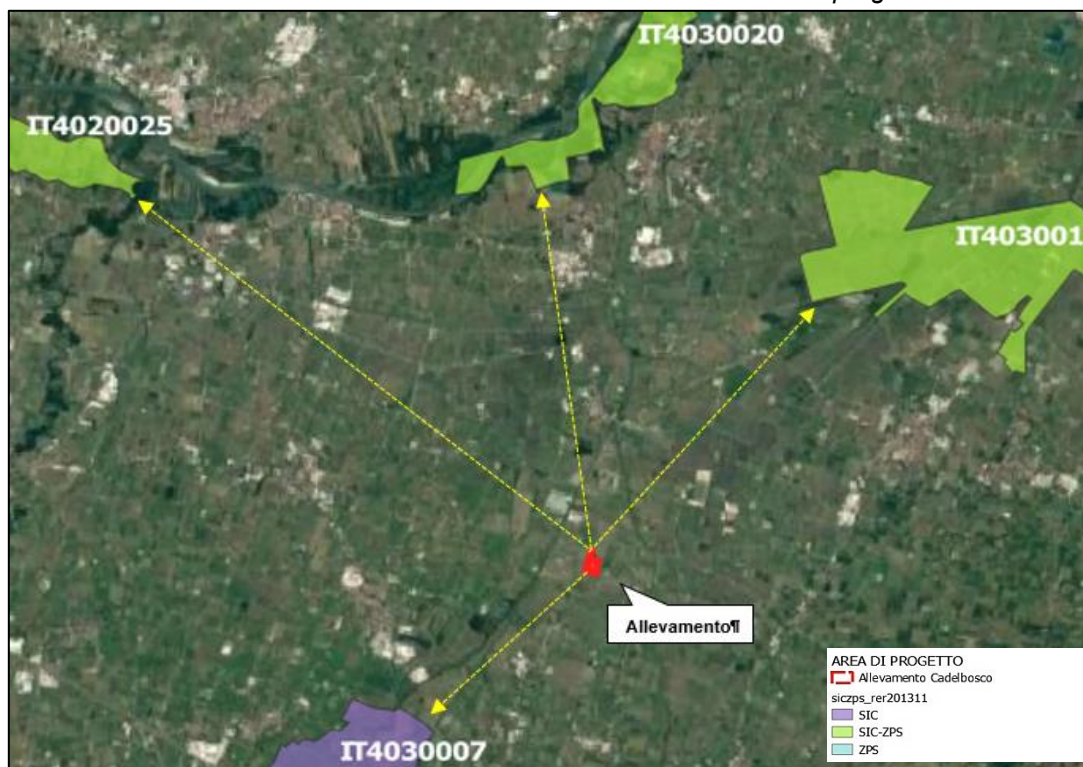 IT4030020
IT4020025
IT403001
IT4030007
Allevamento¶
AREA DI PROGETTO
Allevamento Cadelbosco
siczps_rer201311
SIC
SIC-ZPS
ZPS